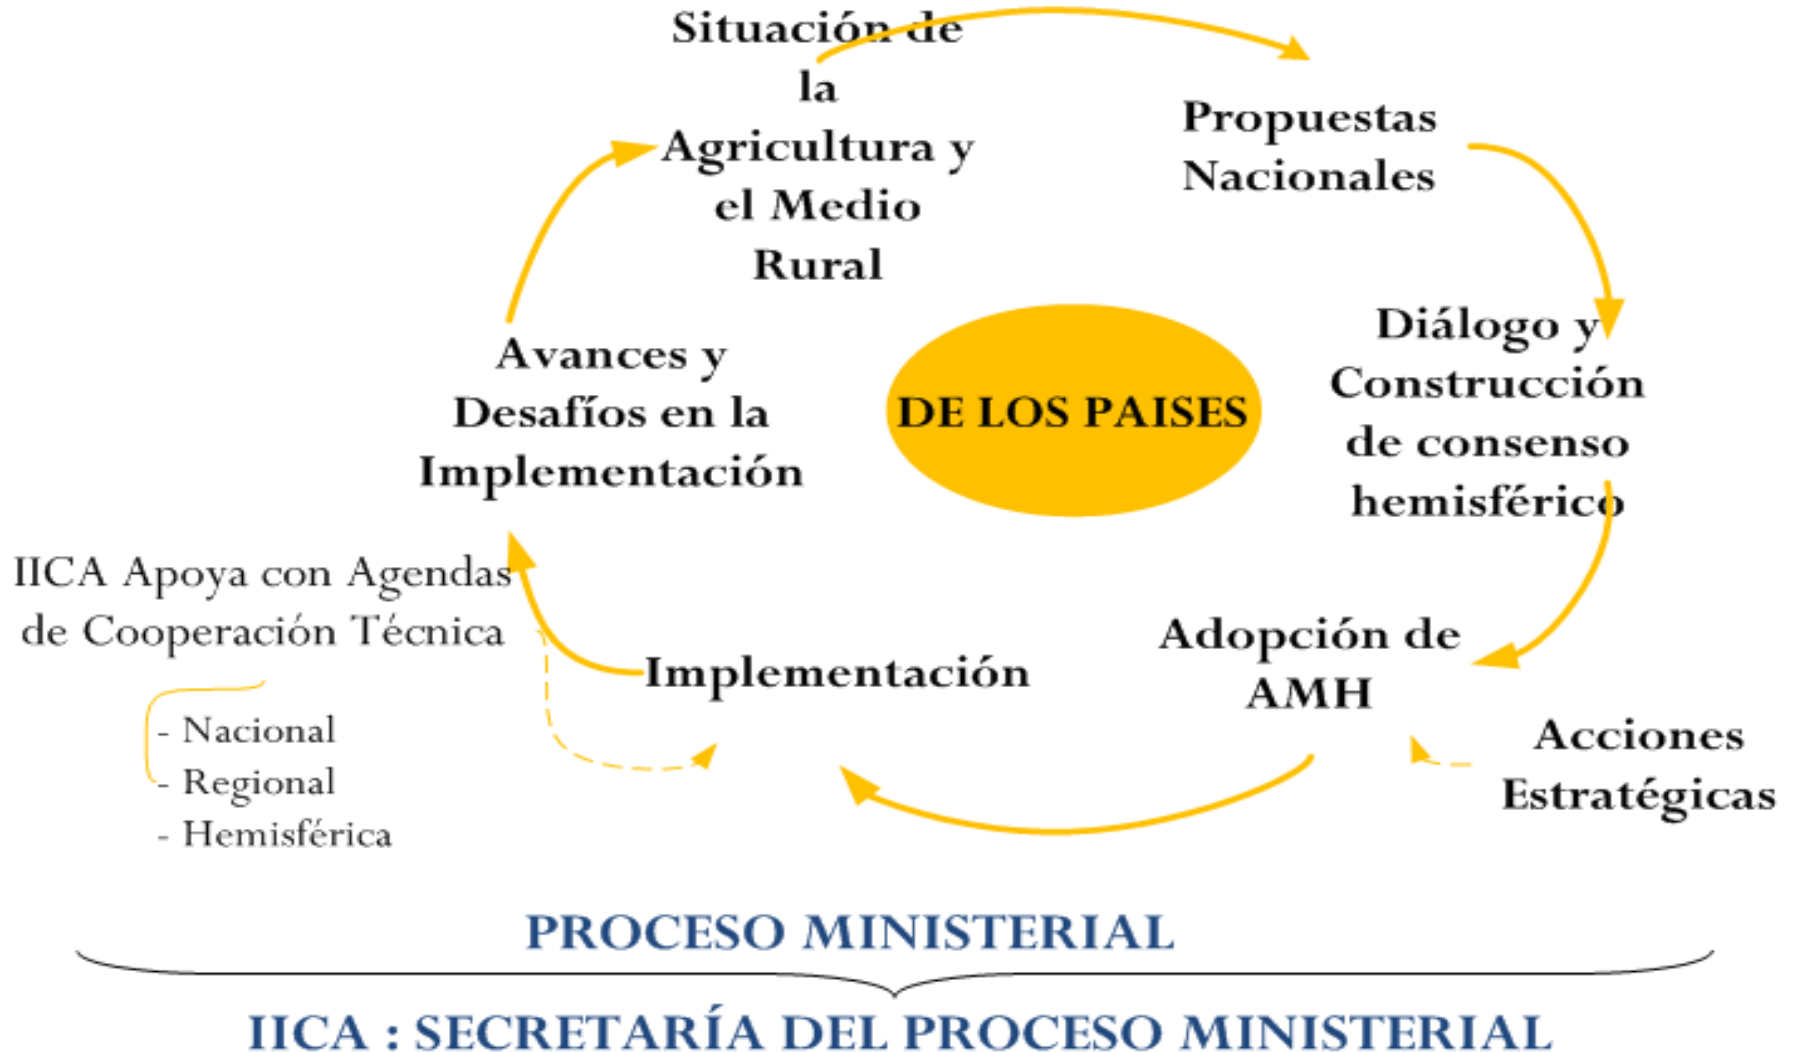 Situación de
la
Agricultura y
el Medio
Rural
Propuestas
Nacionales
Diálogo y
Construcción
de consenso
hemisférico
Avances y
Desafíos en la
Implementación
DE LOS PAISES
IICA Apoya con Agendas
de Cooperación Técnica
- Nacional
- Regional
- Hemisférica
Implementación
Adopción de
AMH
Acciones
Estratégicas
PROCESO MINISTERIAL
IICA : SECRETARÍA DEL PROCESO MINISTERIAL